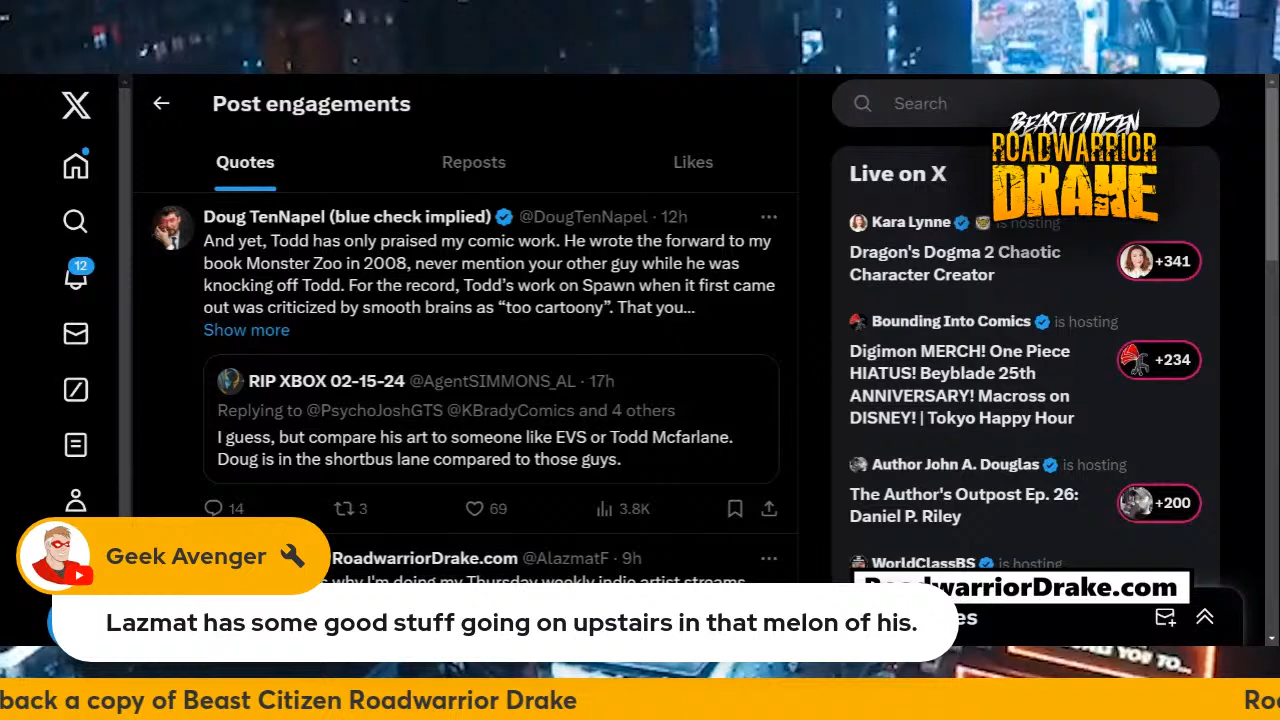 Post engagements
Search
BEAST CITIZEN
ROADWARRIOR
DRAKE
Quotes
Reposts
Likes
Doug TenNapel (blue check implied) @DougTenNapel · 12h
And yet, Todd has only praised my comic work. He wrote the forward to my
book Monster Zoo in 2008, never mention your other guy while he was
knocking off Todd. For the record, Todd's work on Spawn when it first came
out was criticized by smooth brains as “too cartoony”. That you...
Show more
RIP XBOX 02-15-24 @AgentSIMMONS_AL · 17h
Replying to @PsychoJoshGTS @KBradyComics and 4 others
I guess, but compare his art to someone like EVS or Todd Mcfarlane.
Doug is in the shortbus lane compared to those guys.
14
3
69
3.8K
RoadwarriorDrake.com @AlazmatF · 9h
why I'm doing my Thursday weekly indie artist streams
12
Live on X
Kara Lynne is hosting
Dragon's Dogma 2 Chaotic
Character Creator
+341
Bounding Into Comics is hosting
Digimon MERCH! One Piece
HIATUS! Beyblade 25th
ANNIVERSARY! Macross on
DISNEY! | Tokyo Happy Hour
+234
Author John A. Douglas is hosting
The Author's Outpost Ep. 26:
Daniel P. Riley
+200
WorldClassBS is hosting
RoadwarriorDrake.com
Geek Avenger
Lazmat has some good stuff going on upstairs in that melon of his.
back a copy of Beast Citizen Roadwarrior Drake